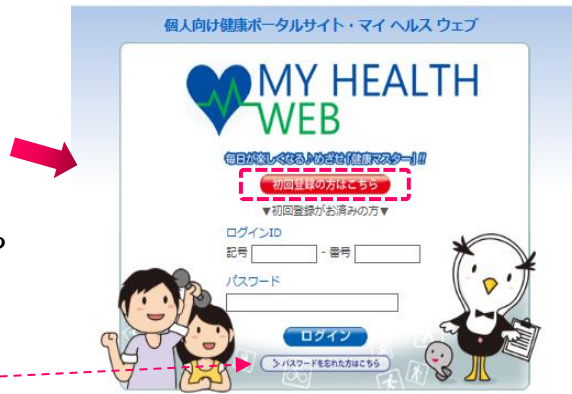 個人向け健康ポータルサイト・マイ ヘルス ウェブ
MY HEALTH
WEB
毎日が楽しくなる♪めざせ「健康マスター」!!
初回登録の方はこちら
▼初回登録がお済みの方▼
ログインID
記号 - 番号
パスワード
ログイン
>パスワードを忘れた方はこちら